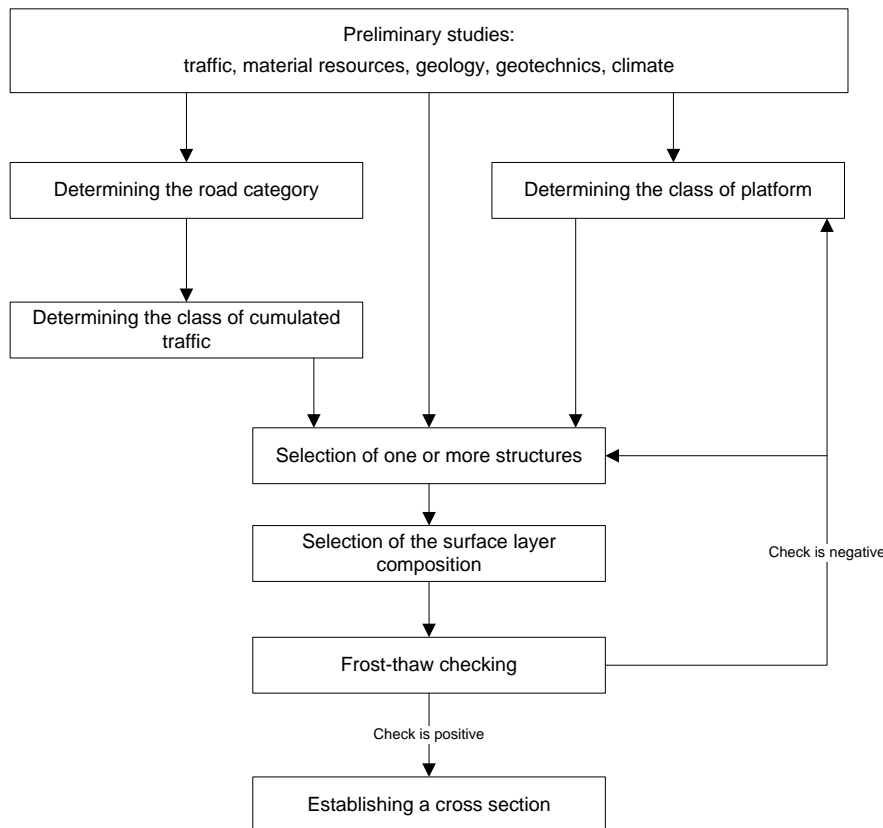 Preliminary studies:
traffic, material resources, geology, geotechnics, climate
Determining the road category
Determining the class of platform
Determining the class of cumulated
traffic
Selection of one or more structures
Selection of the surface layer
composition
Check is negative
Frost-thaw checking
Check is positive
Establishing a cross section